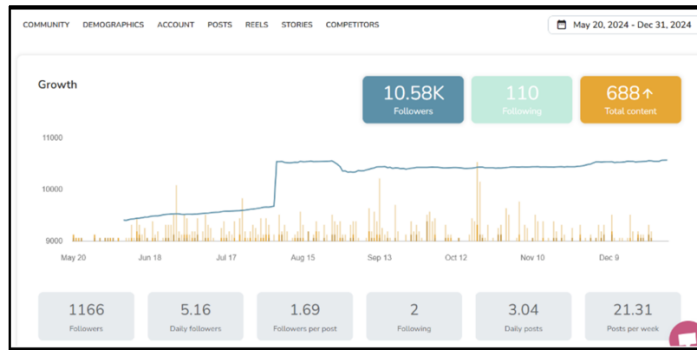 COMMUNITY DEMOGRAPHICS ACCOUNT POSTS REELS STORIES COMPETITORS May 20, 2024 - Dec 31, 2024
Growth
10.58K 110 688↑
Followers Following Total content
11000
10000
9000
May 20 Jun 18 Jul 17 Aug 15 Sep 13 Oct 12 Nov 10 Dec 9
1166 5.16 1.69 2 3.04 21.31
Followers Daily followers Followers per post Following Daily posts Posts per week